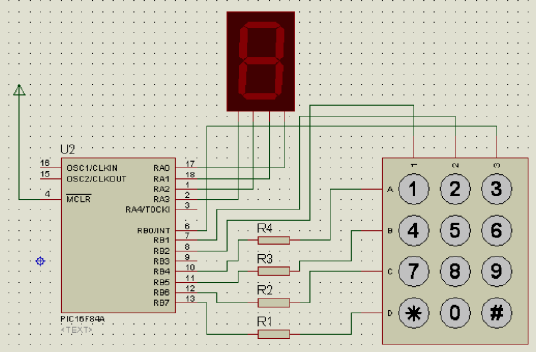 U2
16 OSC1/CLKIN RA0 17
15 OSC2/CLKOUT RA1 18
RA2 1
4 MCLR RA3 2
RA4/T0CKI 3
RB0/INT 6
RB1 7
RB2 8
RB3 9
RB4 10
RB5 11
RB6 12
RB7 13
PIC16F84A
<TEXT>
R4
R3
R2
R1
1 2 3
A 1 2 3
B 4 5 6
C 7 8 9
D * 0 #